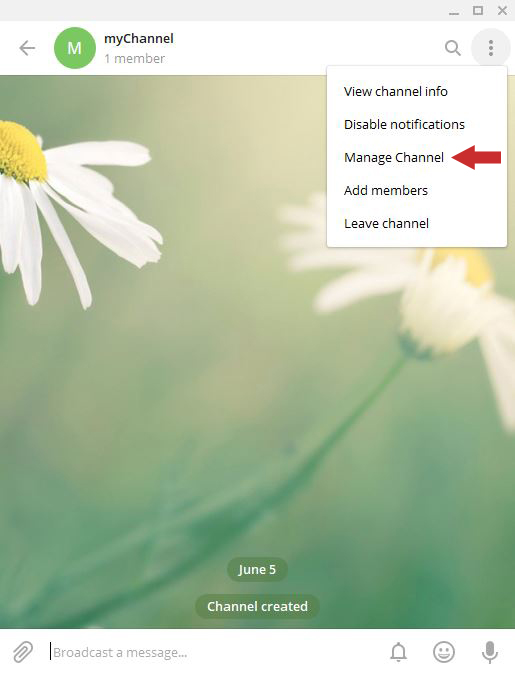 M
myChannel
1 member
View channel info
Disable notifications
Manage Channel
Add members
Leave channel
June 5
Channel created
Broadcast a message...